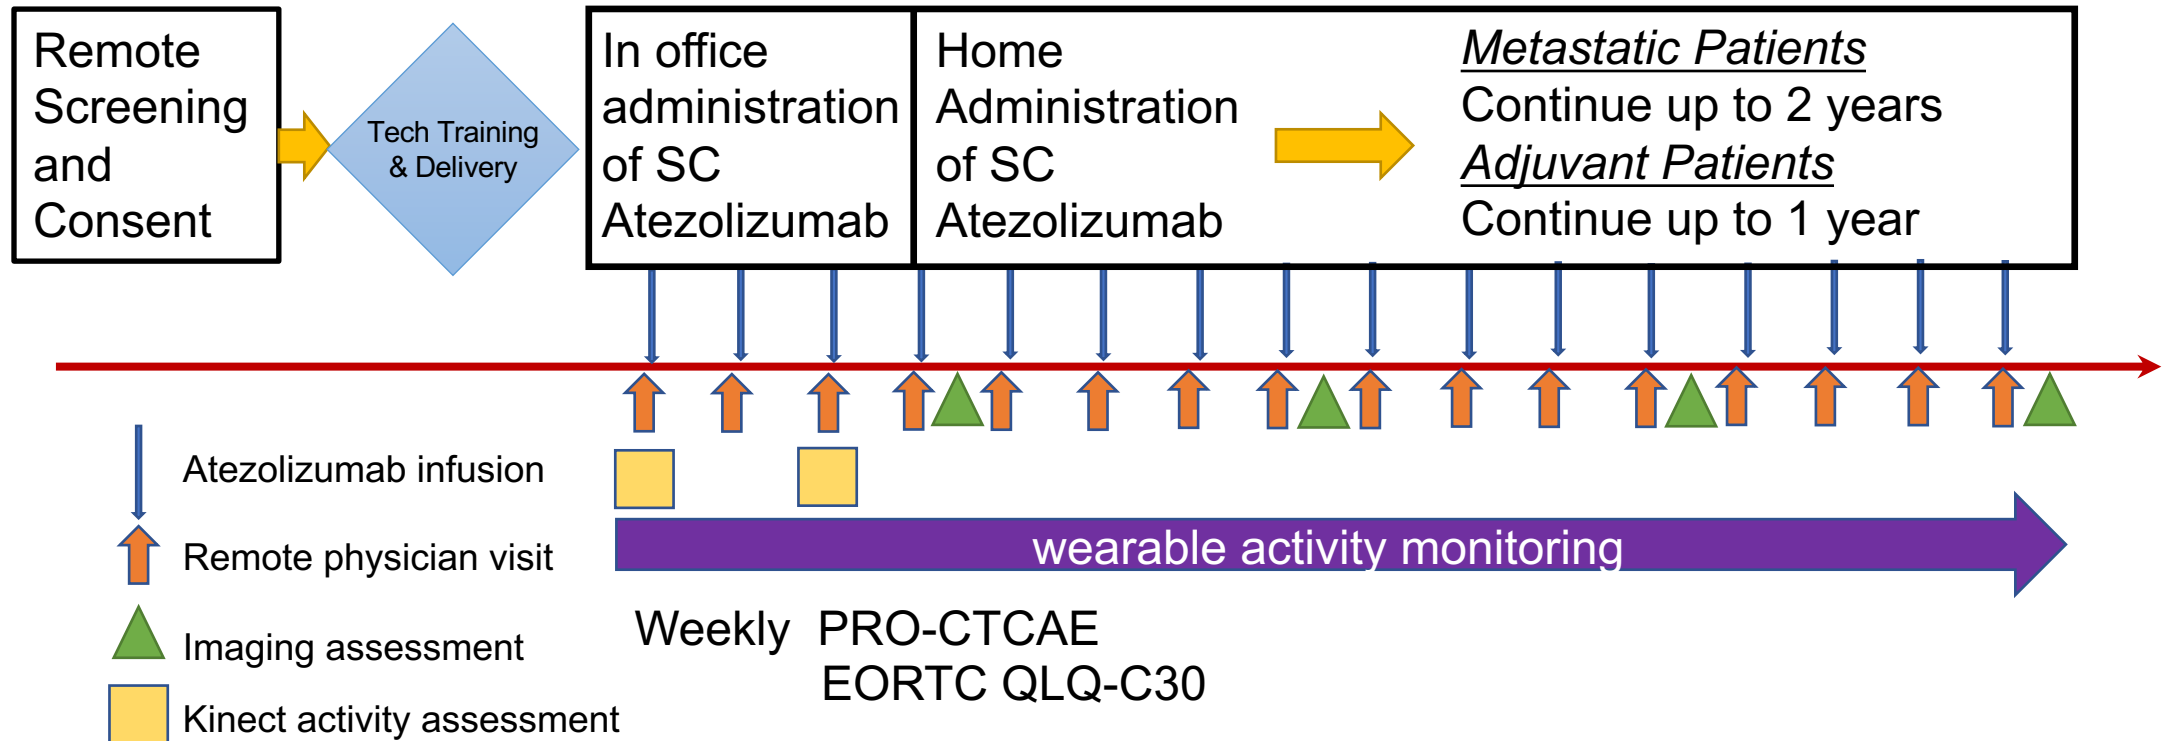 Remote
Screening
and
Consent
Tech Training
& Delivery
In office
administration
of SC
Atezolizumab
Home
Administration
of SC
Atezolizumab
Metastatic Patients
Continue up to 2 years
Adjuvant Patients
Continue up to 1 year
Atezolizumab infusion
Remote physician visit
Imaging assessment
Kinect activity assessment
wearable activity monitoring
Weekly PRO-CTCAE
EORTC QLQ-C30